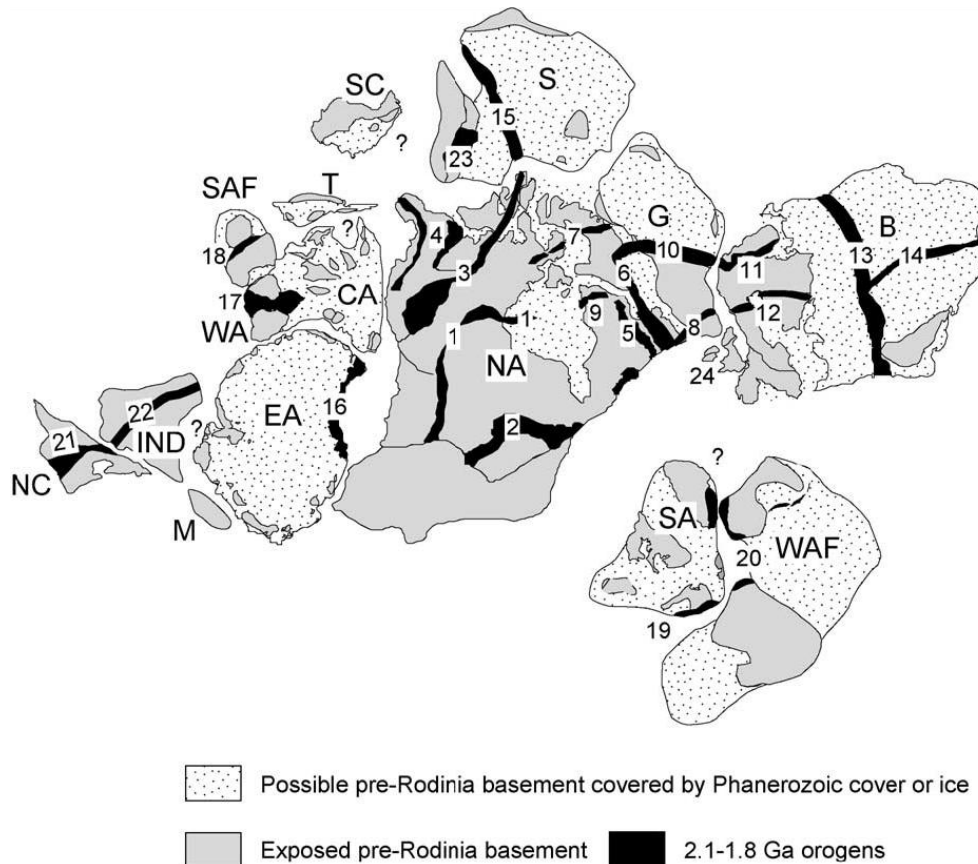 S
SC
?
15
23
SAF
T
?
G
B
18
4
7
10
13
14
3
6
11
17
CA
WA
1
1
9
5
8
12
NA
24
16
EA
22
2
21
IND
?
NC
M
?
SA
WAF
20
19
Possible pre-Rodinia basement covered by Phanerozoic cover or ice
Exposed pre-Rodinia basement
2.1-1.8 Ga orogens